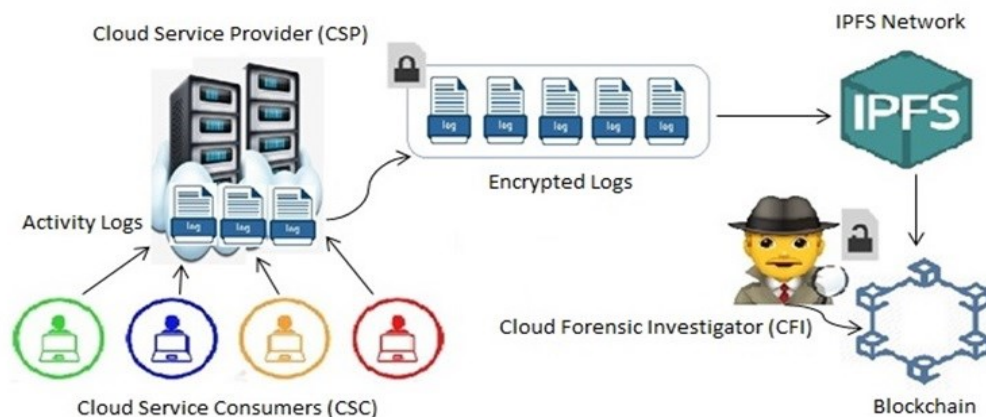 Cloud Service Provider (CSP)
IPFS Network
log
log
log
log
log
IPFS
Encrypted Logs
Activity Logs
log
log
log
Cloud Forensic Investigator (CFI)
Cloud Service Consumers (CSC)
Blockchain